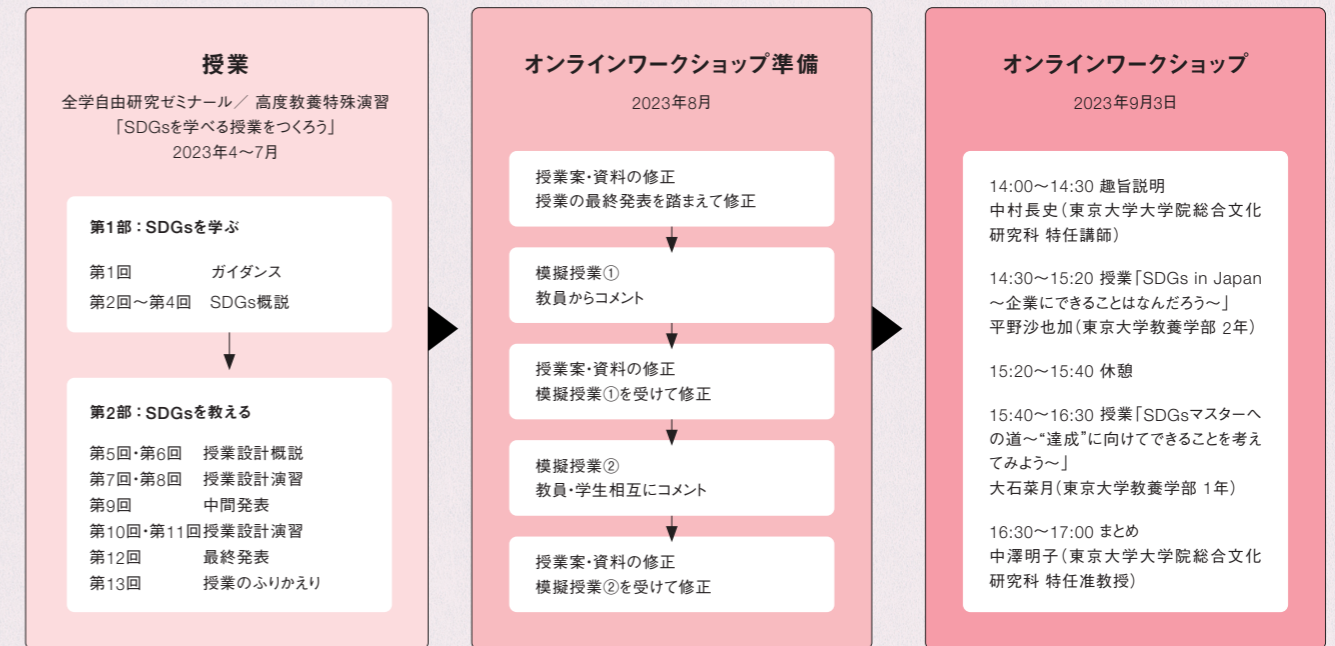 授業
全学自由研究ゼミナール／ 高度教養特殊演習
「SDGsを学べる授業をつくろう」
2023年4〜7月
第1部：SDGsを学ぶ
第1回 ガイダンス
第2回〜第4回 SDGs概説
第2部：SDGsを教える
第5回・第6回 授業設計概説
第7回・第8回 授業設計演習
第9回 中間発表
第10回・第11回 授業設計演習
第12回 最終発表
第13回 授業のふりかえり
オンラインワークショップ準備
2023年8月
授業案・資料の修正
授業の最終発表を踏まえて修正
模擬授業①
教員からコメント
授業案・資料の修正
模擬授業①を受けて修正
模擬授業②
教員・学生相互にコメント
授業案・資料の修正
模擬授業②を受けて修正
オンラインワークショップ
2023年9月3日
14:00〜14:30 趣旨説明
中村長史（東京大学大学院総合文化
研究科 特任講師）
14:30〜15:20 授業「SDGs in Japan
〜企業にできることはなんだろう〜」
平野沙也加（東京大学教養学部 2年）
15:20〜15:40 休憩
15:40〜16:30 授業「SDGsマスターへ
の道〜“達成”に向けてできることを考え
てみよう〜」
大石菜月（東京大学教養学部 1年）
16:30〜17:00 まとめ
中澤明子（東京大学大学院総合文化
研究科 特任准教授）